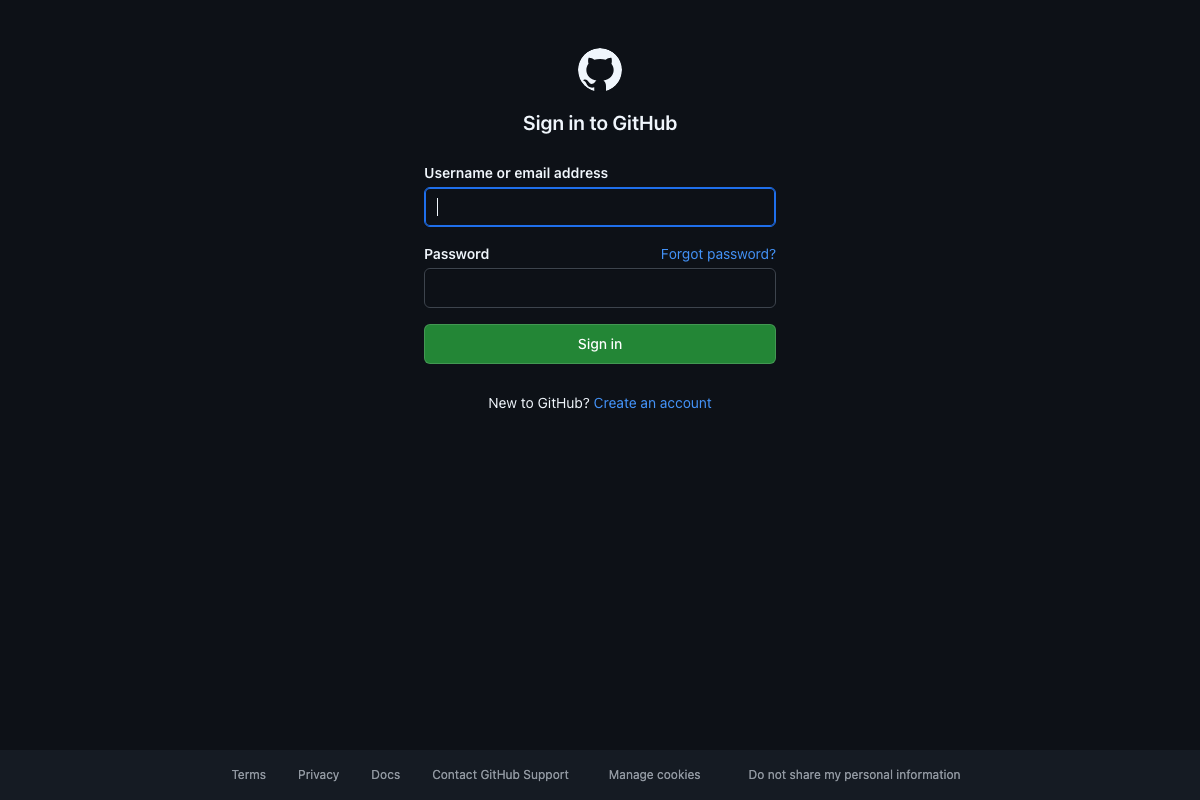 Sign in to GitHub
Username or email address
Password Forgot password?
Sign in
New to GitHub? Create an account
Terms Privacy Docs Contact GitHub Support Manage cookies Do not share my personal information